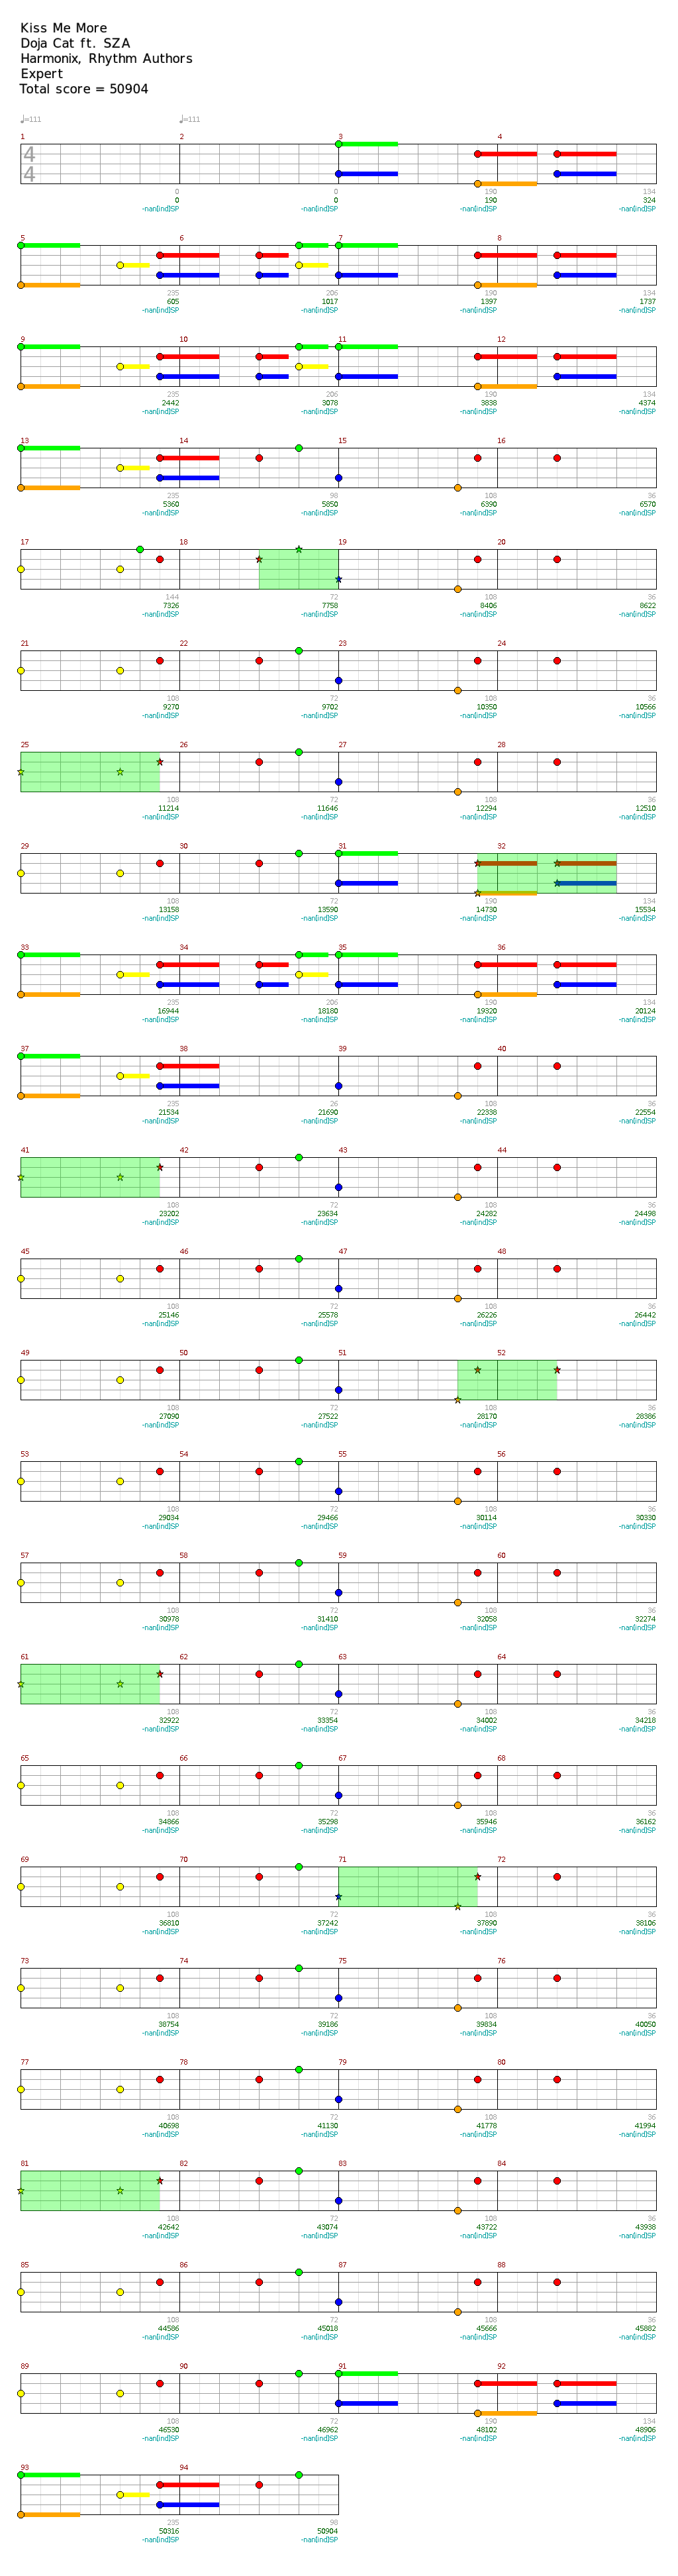 Kiss Me More
Doja Cat ft. SZA
Harmonix, Rhythm Authors
Expert
Total score = 50904
♩=111 ♩=111
1 2 3 4
4
4
0 0 190 134
0 0 190 324
-nan[ind]SP -nan[ind]SP -nan[ind]SP -nan[ind]SP
5 6 7 8
235 206 190 134
605 1017 1397 1737
-nan[ind]SP -nan[ind]SP -nan[ind]SP -nan[ind]SP
9 10 11 12
235 206 190 134
2442 3078 3838 4374
-nan[ind]SP -nan[ind]SP -nan[ind]SP -nan[ind]SP
13 14 15 16
235 98 108 36
5360 5850 6390 6570
-nan[ind]SP -nan[ind]SP -nan[ind]SP -nan[ind]SP
17 18 19 20
144 72 108 36
7326 7758 8406 8622
-nan[ind]SP -nan[ind]SP -nan[ind]SP -nan[ind]SP
21 22 23 24
108 72 108 36
9270 9702 10350 10566
-nan[ind]SP -nan[ind]SP -nan[ind]SP -nan[ind]SP
25 26 27 28
108 72 108 36
11214 11646 12294 12510
-nan[ind]SP -nan[ind]SP -nan[ind]SP -nan[ind]SP
29 30 31 32
108 72 190 134
13158 13590 14730 15534
-nan[ind]SP -nan[ind]SP -nan[ind]SP -nan[ind]SP
33 34 35 36
235 206 190 134
16944 18180 19320 20124
-nan[ind]SP -nan[ind]SP -nan[ind]SP -nan[ind]SP
37 38 39 40
235 26 108 36
21534 21690 22338 22554
-nan[ind]SP -nan[ind]SP -nan[ind]SP -nan[ind]SP
41 42 43 44
108 72 108 36
23202 23634 24282 24498
-nan[ind]SP -nan[ind]SP -nan[ind]SP -nan[ind]SP
45 46 47 48
108 72 108 36
25146 25578 26226 26442
-nan[ind]SP -nan[ind]SP -nan[ind]SP -nan[ind]SP
49 50 51 52
108 72 108 36
27090 27522 28170 28386
-nan[ind]SP -nan[ind]SP -nan[ind]SP -nan[ind]SP
53 54 55 56
108 72 108 36
29034 29466 30114 30330
-nan[ind]SP -nan[ind]SP -nan[ind]SP -nan[ind]SP
57 58 59 60
108 72 108 36
30978 31410 32058 32274
-nan[ind]SP -nan[ind]SP -nan[ind]SP -nan[ind]SP
61 62 63 64
108 72 108 36
32922 33354 34002 34218
-nan[ind]SP -nan[ind]SP -nan[ind]SP -nan[ind]SP
65 66 67 68
108 72 108 36
34866 35298 35946 36162
-nan[ind]SP -nan[ind]SP -nan[ind]SP -nan[ind]SP
69 70 71 72
108 72 108 36
36810 37242 37890 38106
-nan[ind]SP -nan[ind]SP -nan[ind]SP -nan[ind]SP
73 74 75 76
108 72 108 36
38754 39186 39834 40050
-nan[ind]SP -nan[ind]SP -nan[ind]SP -nan[ind]SP
77 78 79 80
108 72 108 36
40698 41130 41778 41994
-nan[ind]SP -nan[ind]SP -nan[ind]SP -nan[ind]SP
81 82 83 84
108 72 108 36
42642 43074 43722 43938
-nan[ind]SP -nan[ind]SP -nan[ind]SP -nan[ind]SP
85 86 87 88
108 72 108 36
44586 45018 45666 45882
-nan[ind]SP -nan[ind]SP -nan[ind]SP -nan[ind]SP
89 90 91 92
108 72 190 134
46530 46962 48102 48906
-nan[ind]SP -nan[ind]SP -nan[ind]SP -nan[ind]SP
93 94
235 98
50316 50904
-nan[ind]SP -nan[ind]SP